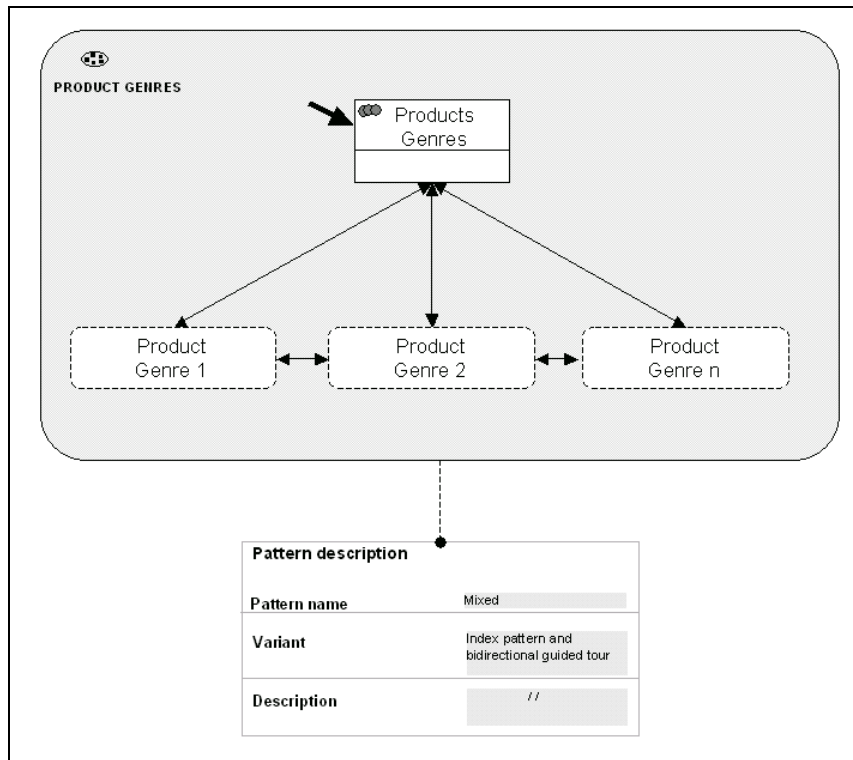 PRODUCT GENRES
Products
Genres
Product
Genre 1
Product
Genre 2
Product
Genre n
Pattern description
Pattern name
Mixed
Variant
Index pattern and
bidirectional guided tour
Description
//